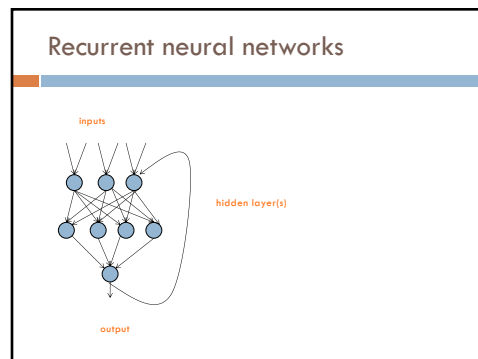 Recurrent neural networks
inputs
hidden layer(s)
output